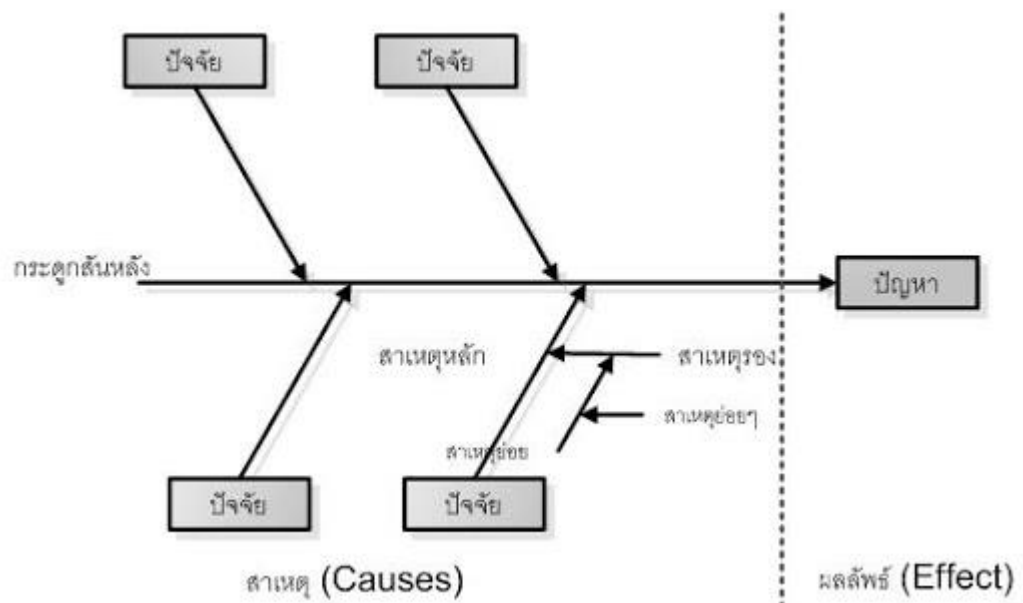 ปัจจัย
ปัจจัย
กระดูกสันหลัง
ปัญหา
สาเหตุหลัก
สาเหตุรอง
สาเหตุย่อยๆ
สาเหตุย่อย
ปัจจัย
ปัจจัย
สาเหตุ (Causes)
ผลลัพธ์ (Effect)